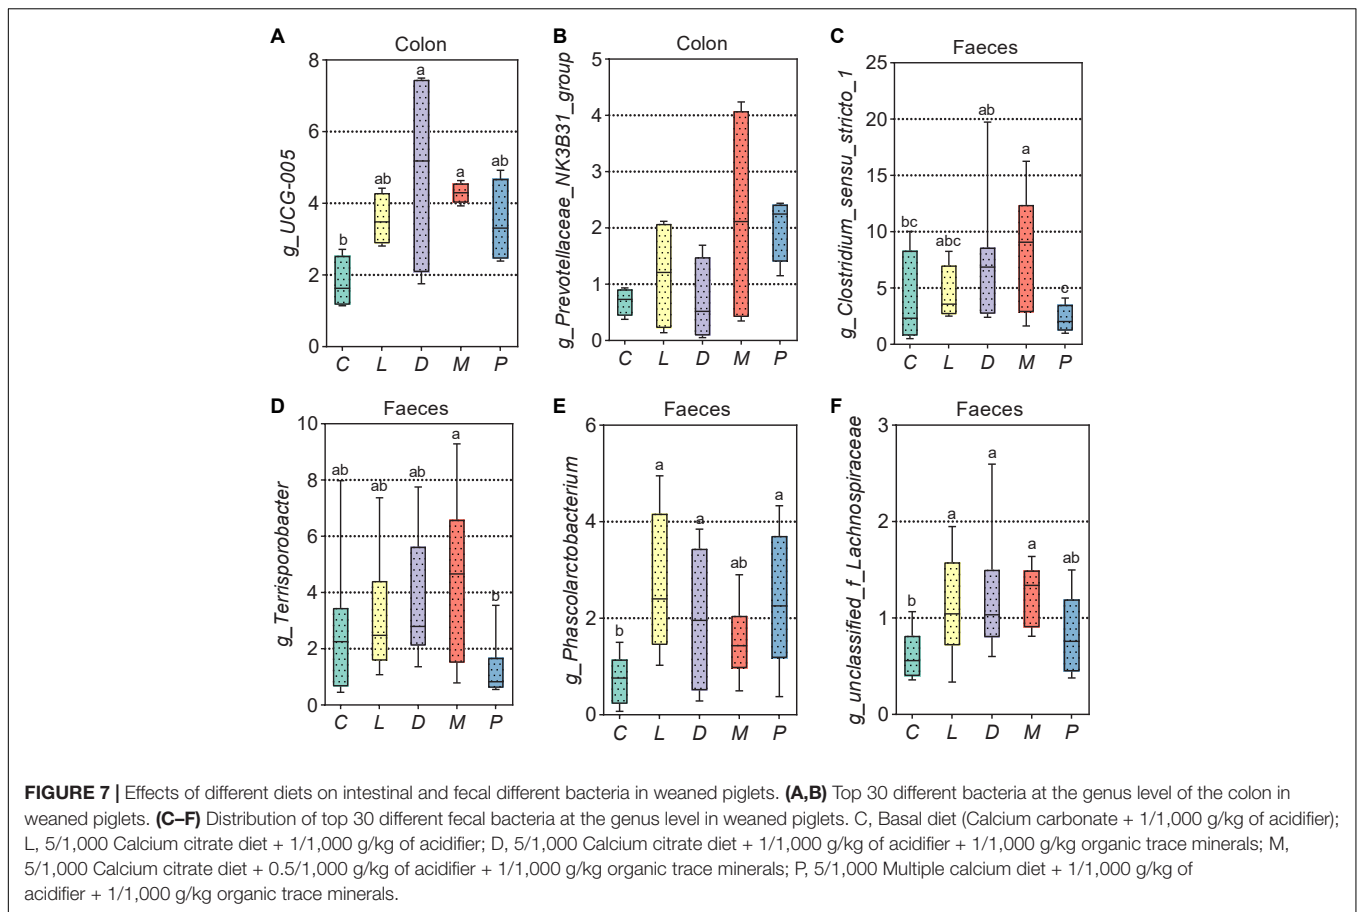 A
Colon
g_UCG-005
8
6
4
2
0
b
ab
a
a
ab
C L D M P
B
Colon
g_Prevotellaceae_NK3B31_group
5
4
3
2
1
0
C L D M P
C
Faeces
g_Clostridium_sensu_stricto_1
25
20
15
10
5
0
bc
abc
ab
a
c
C L D M P
D
Faeces
g_Terrisporobacter
10
8
6
4
2
0
ab
ab
ab
a
b
C L D M P
E
Faeces
g_Phascolarctobacterium
6
4
2
0
b
a
a
ab
a
C L D M P
F
Faeces
g_unclassified_f_Lachnospiraceae
3
2
1
0
b
a
a
a
ab
C L D M P
FIGURE 7 | Effects of different diets on intestinal and fecal different bacteria in weaned piglets. (A,B) Top 30 different bacteria at the genus level of the colon in
weaned piglets. (C–F) Distribution of top 30 different fecal bacteria at the genus level in weaned piglets. C, Basal diet (Calcium carbonate + 1/1,000 g/kg of acidifier);
L, 5/1,000 Calcium citrate diet + 1/1,000 g/kg of acidifier; D, 5/1,000 Calcium citrate diet + 1/1,000 g/kg of acidifier + 1/1,000 g/kg organic trace minerals; M,
5/1,000 Calcium citrate diet + 0.5/1,000 g/kg of acidifier + 1/1,000 g/kg organic trace minerals; P, 5/1,000 Multiple calcium diet + 1/1,000 g/kg of
acidifier + 1/1,000 g/kg organic trace minerals.